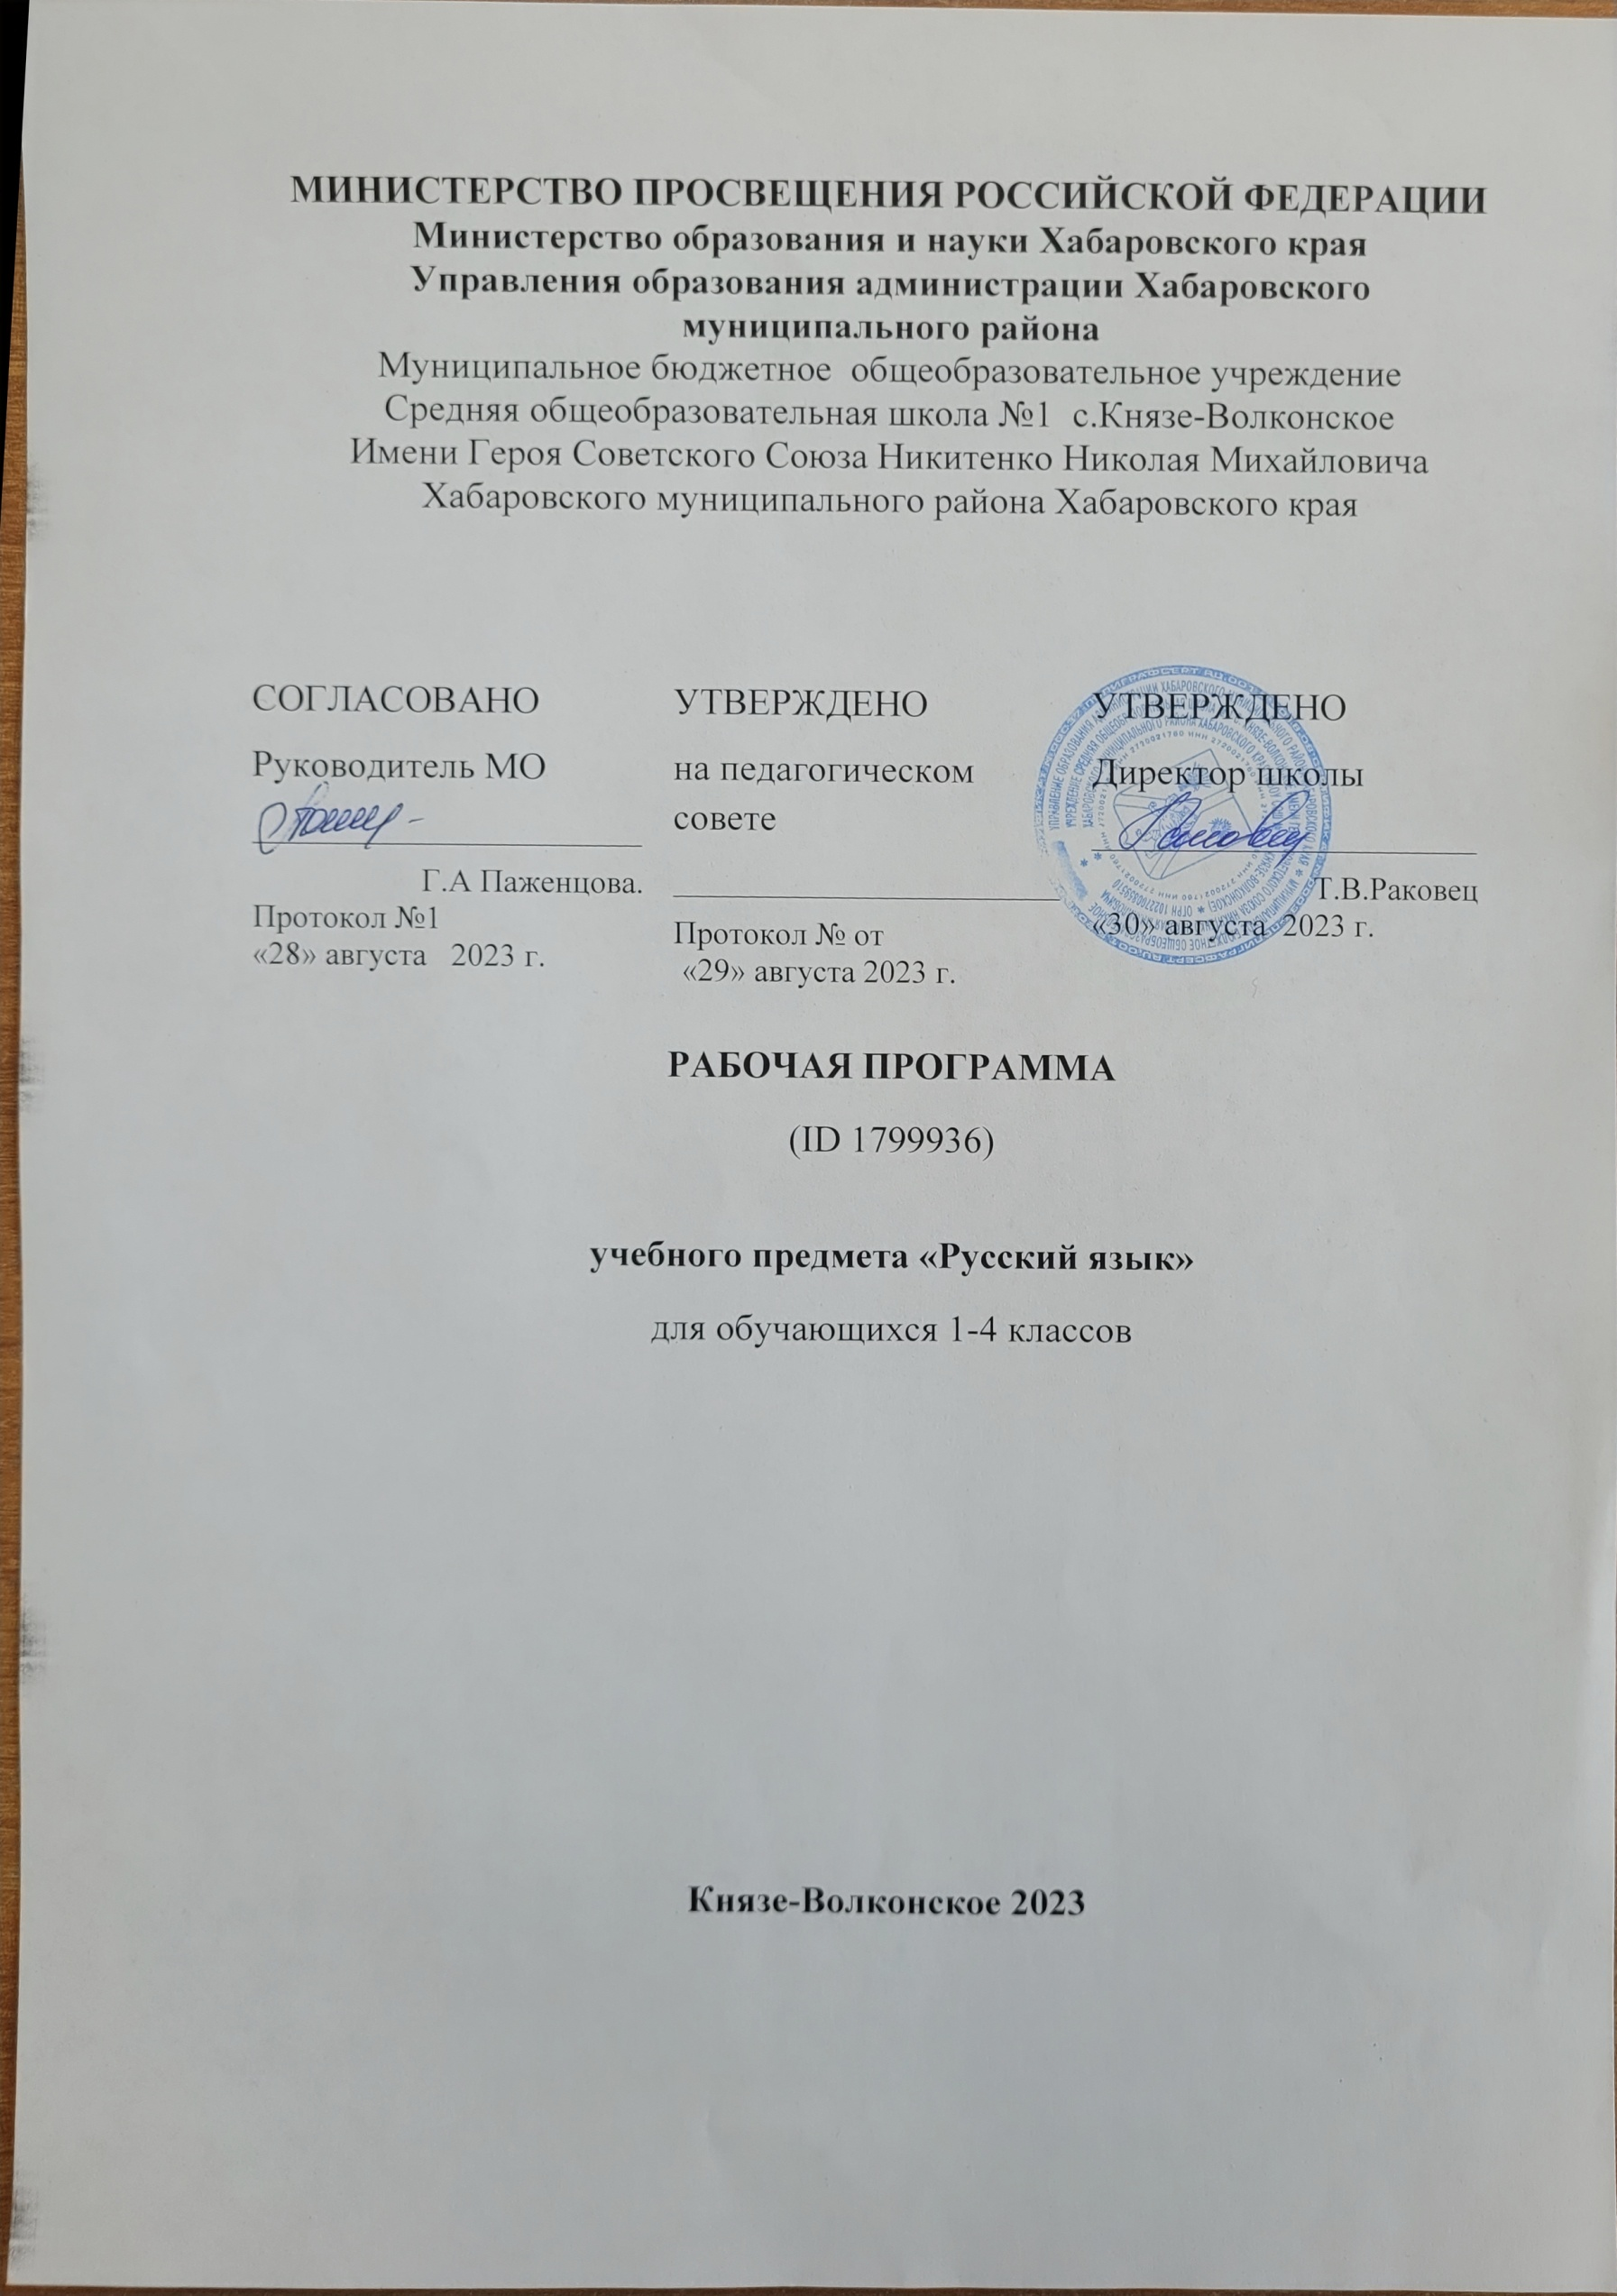 МИНИСТЕРСТВО ПРОСВЕЩЕНИЯ РОССИЙСКОЙ ФЕДЕРАЦИИ
Министерство образования и науки Хабаровского края
Управления образования администрации Хабаровского
муниципального района
Муниципальное бюджетное  общеобразовательное учреждение
Средняя общеобразовательная школа №1  с.Князе-Волконское
Имени Героя Советского Союза Никитенко Николая Михайловича
Хабаровского муниципального района Хабаровского края
СОГЛАСОВАНО
Руководитель МО
Г.А Паженцова.
Протокол №1
«28» августа   2023 г.
УТВЕРЖДЕНО
на педагогическом
совете
Протокол № от
«29» августа 2023 г.
УТВЕРЖДЕНО
Директор школы
Т.В.Раковец
«30» августа  2023 г.
РАБОЧАЯ ПРОГРАММА
(ID 1799936)
учебного предмета «Русский язык»
для обучающихся 1-4 классов
Князе-Волконское 2023